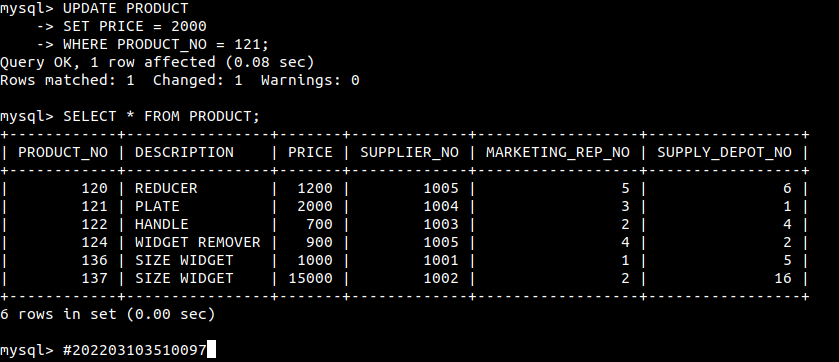 mysql> UPDATE PRODUCT
    -> SET PRICE = 2000
    -> WHERE PRODUCT_NO = 121;
Query OK, 1 row affected (0.08 sec)
Rows matched: 1  Changed: 1  Warnings: 0

mysql> SELECT * FROM PRODUCT;
+------------+----------------+-------+-------------+------------------+-----------------+
| PRODUCT_NO | DESCRIPTION    | PRICE | SUPPLIER_NO | MARKETING_REP_NO | SUPPLY_DEPOT_NO |
+------------+----------------+-------+-------------+------------------+-----------------+
|        120 | REDUCER        |  1200 |        1005 |                5 |               6 |
|        121 | PLATE          |  2000 |        1004 |                3 |               1 |
|        122 | HANDLE         |   700 |        1003 |                2 |               4 |
|        124 | WIDGET REMOVER |   900 |        1005 |                4 |               2 |
|        136 | SIZE WIDGET    |  1000 |        1001 |                1 |               5 |
|        137 | SIZE WIDGET    | 15000 |        1002 |                2 |              16 |
+------------+----------------+-------+-------------+------------------+-----------------+
6 rows in set (0.00 sec)

mysql> #202203103510097